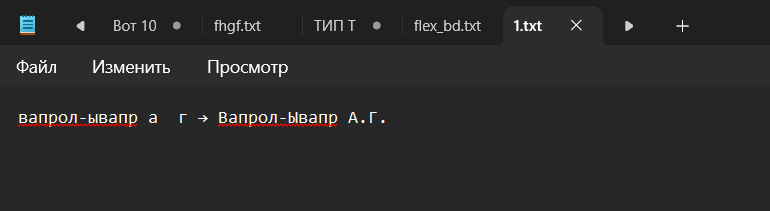 Вот 10 fhgf.txt ТИП Т flex_bd.txt 1.txt
Файл Изменить Просмотр
вапрол-ывапр а  г → Вапрол-Ывапр А.Г.